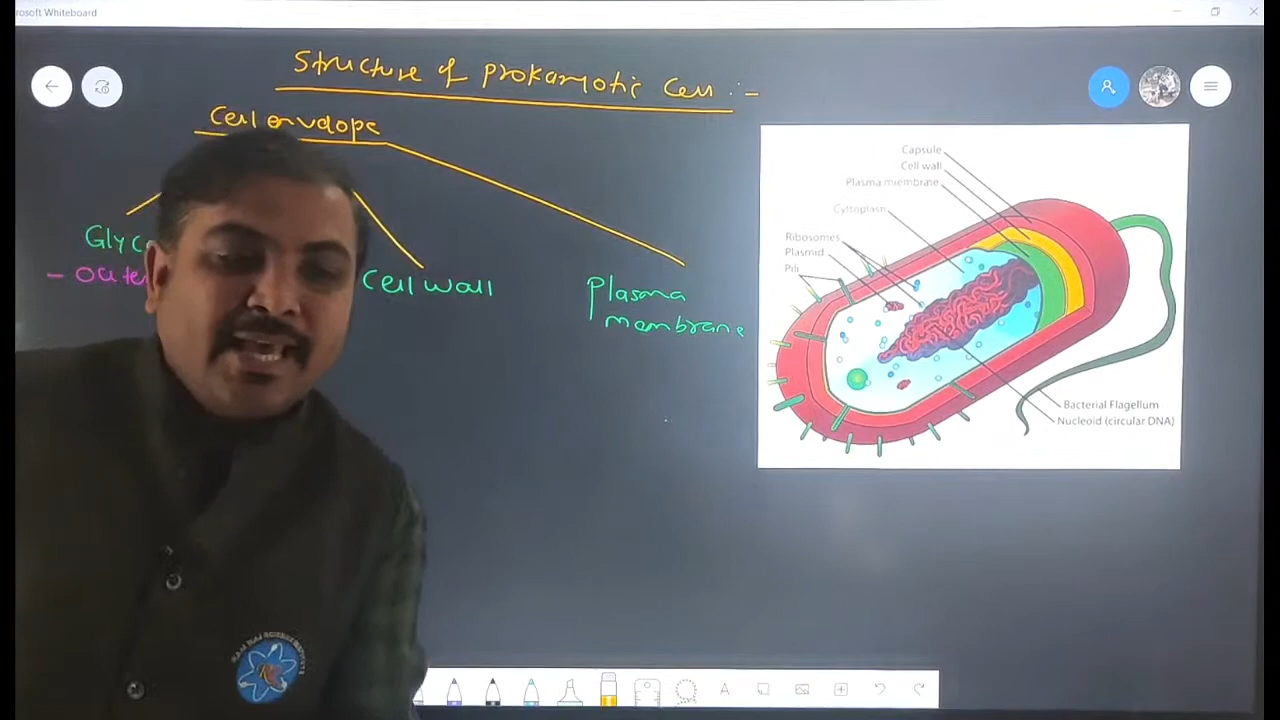 rosoft Whiteboard
Structure of Prokaryotic Cell :-
Cell envelope
Glyc
- Oute
Cell wall
Plasma
membrane
Capsule
Cell wall
Plasma membrane
Cytoplasm
Ribosomes
Plasmid
Pili
Bacterial Flagellum
Nucleoid (circular DNA)
A